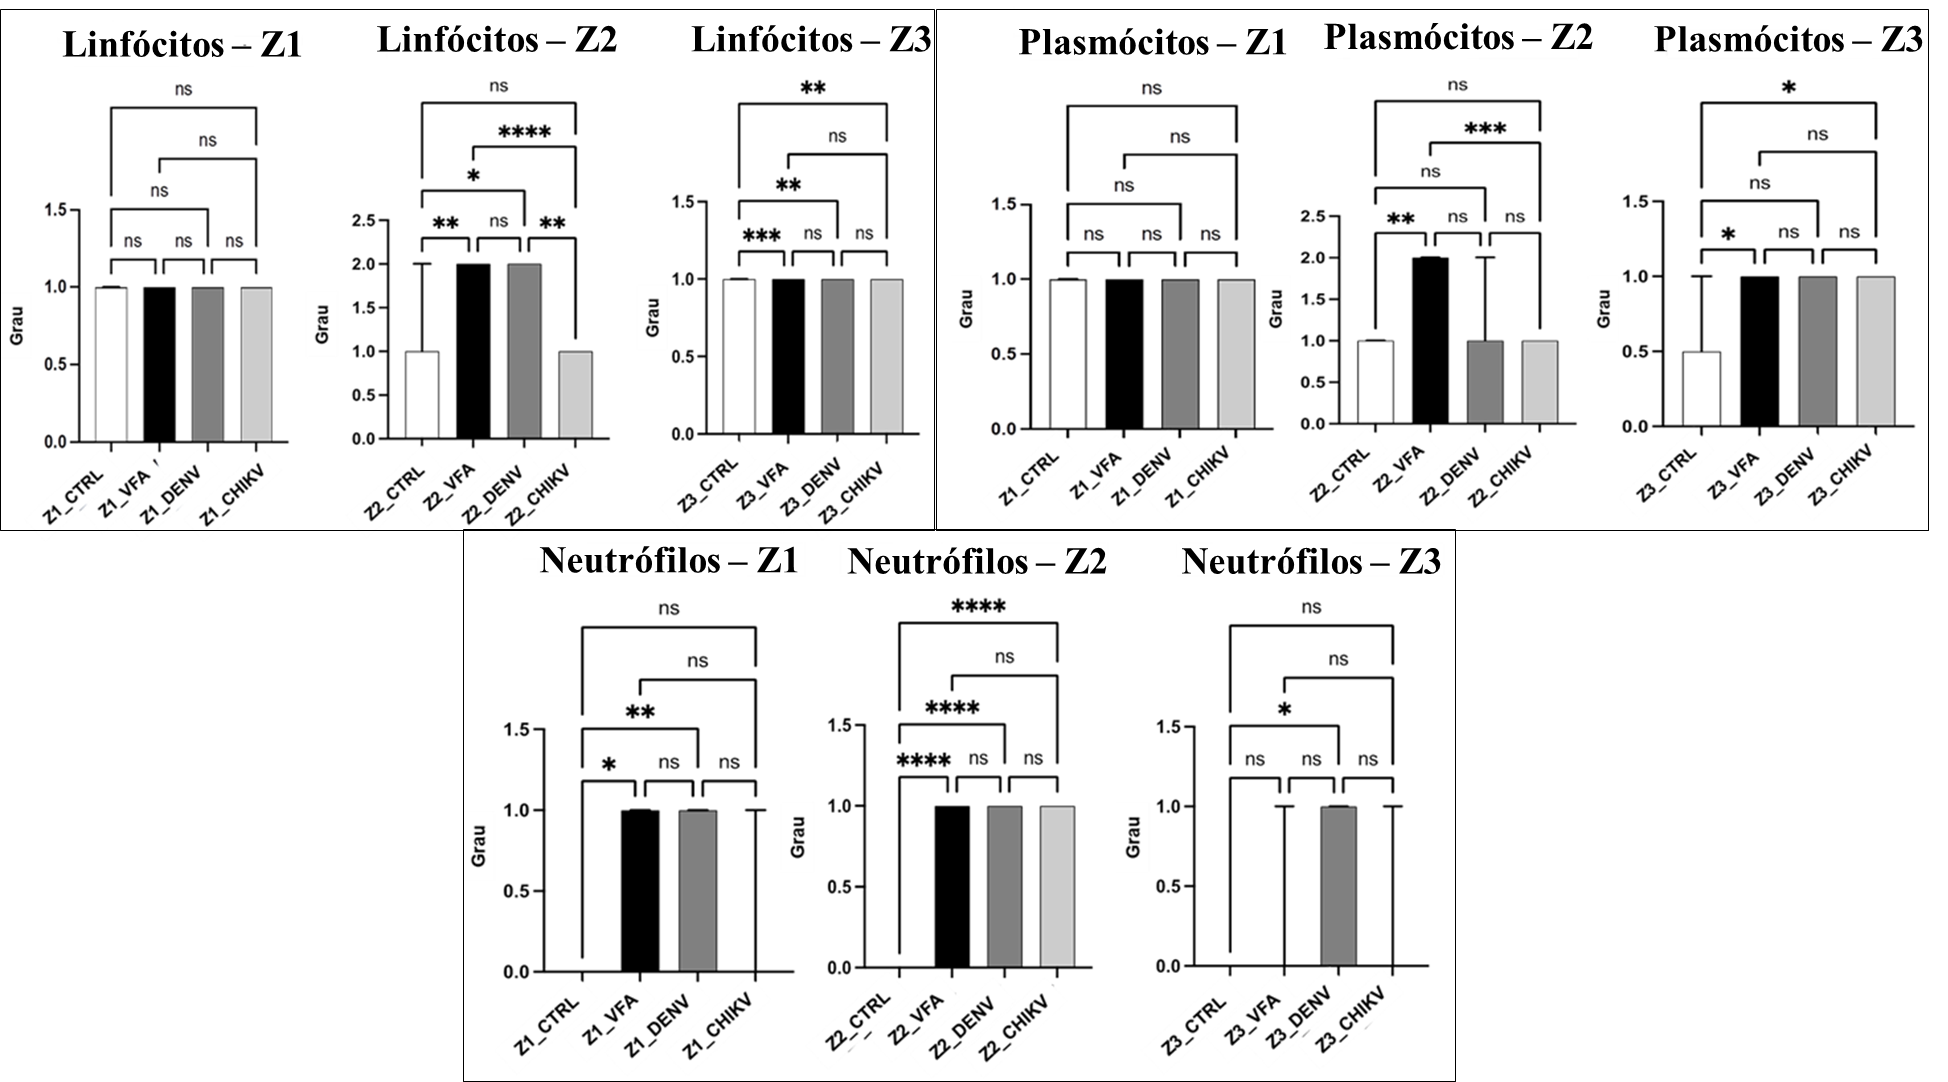 Linfócitos – Z1
ns
ns
ns
ns
ns
ns
1.5
1.0
0.5
0.0
Grau
Z1_CTRL
Z1_VFA
Z1_DENV
Z1_CHIKV
Linfócitos – Z2
ns
****
*
**
ns
**
2.5
2.0
1.5
1.0
0.5
0.0
Grau
Z2_CTRL
Z2_VFA
Z2_DENV
Z2_CHIKV
Linfócitos – Z3
**
ns
**
***
ns
ns
1.5
1.0
0.5
0.0
Grau
Z3_CTRL
Z3_VFA
Z3_DENV
Z3_CHIKV
Plasmócitos – Z1
ns
ns
ns
ns
ns
ns
1.5
1.0
0.5
0.0
Grau
Z1_CTRL
Z1_VFA
Z1_DENV
Z1_CHIKV
Plasmócitos – Z2
ns
***
ns
**
ns
ns
2.5
2.0
1.5
1.0
0.5
0.0
Grau
Z2_CTRL
Z2_VFA
Z2_DENV
Z2_CHIKV
Plasmócitos – Z3
*
ns
ns
*
ns
ns
1.5
1.0
0.5
0.0
Grau
Z3_CTRL
Z3_VFA
Z3_DENV
Z3_CHIKV
Neutrófilos – Z1
ns
ns
**
*
ns
ns
1.5
1.0
0.5
0.0
Grau
Z1_CTRL
Z1_VFA
Z1_DENV
Z1_CHIKV
Neutrófilos – Z2
****
ns
****
****
ns
ns
1.5
1.0
0.5
0.0
Grau
Z2_CTRL
Z2_VFA
Z2_DENV
Z2_CHIKV
Neutrófilos – Z3
ns
ns
*
ns
ns
ns
1.5
1.0
0.5
0.0
Grau
Z3_CTRL
Z3_VFA
Z3_DENV
Z3_CHIKV